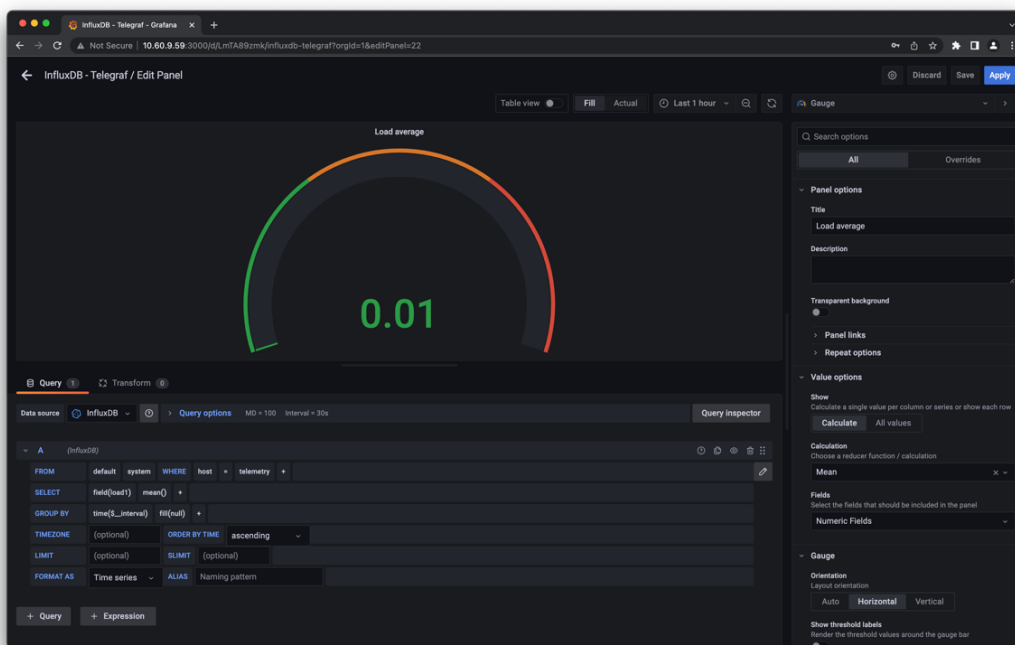 InfluxDB - Telegraf - Grafana
Not Secure | 10.60.9.59:3000/d/LmTA89zmk/influxdb-telegraf?orgId=1&editPanel=22
InfluxDB - Telegraf / Edit Panel
Discard Save Apply
Table view Fill Actual Last 1 hour
Gauge
Load average
0.01
Search options
All Overrides
Panel options
Title
Load average
Description
Transparent background
Panel links
Repeat options
Value options
Show
Calculate a single value per column or series or show each row
Calculate All values
Calculation
Choose a reducer function / calculation
Mean
Fields
Select the fields that should be included in the panel
Numeric Fields
Gauge
Orientation
Layout orientation
Auto Horizontal Vertical
Show threshold labels
Render the threshold values around the gauge bar
Query 1 Transform 0
Data source InfluxDB Query options MD = 100 Interval = 30s Query inspector
A (InfluxDB)
FROM default system WHERE host = telemetry +
SELECT field(load1) mean() +
GROUP BY time($__interval) fill(null) +
TIMEZONE (optional) ORDER BY TIME ascending
LIMIT (optional) SLIMIT (optional)
FORMAT AS Time series ALIAS Naming pattern
+ Query + Expression